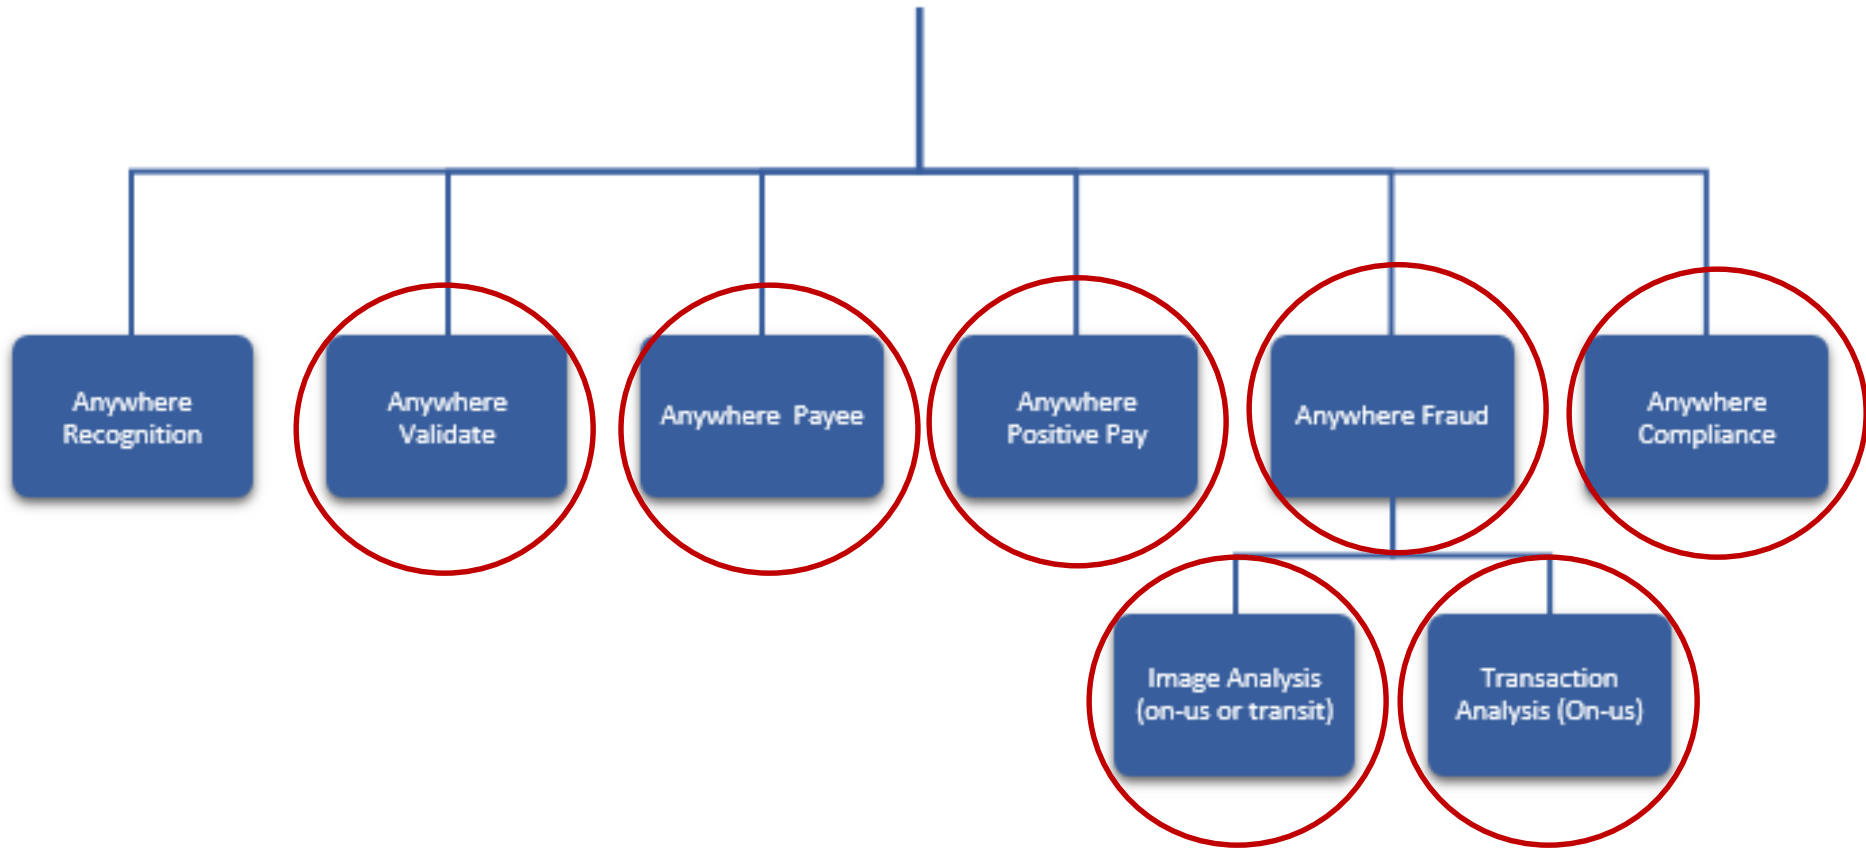 Anywhere
Recognition
Anywhere
Validate
Anywhere  Payee
Anywhere
Positive Pay
Anywhere Fraud
Anywhere
Compliance
Image Analysis
(on-us or transit)
Transaction
Analysis (On-us)